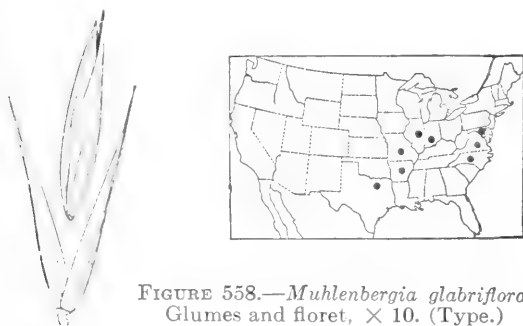 FIGURE 558.—Muhlenbergia glabriflora
Glumes and floret, × 10. (Type.)